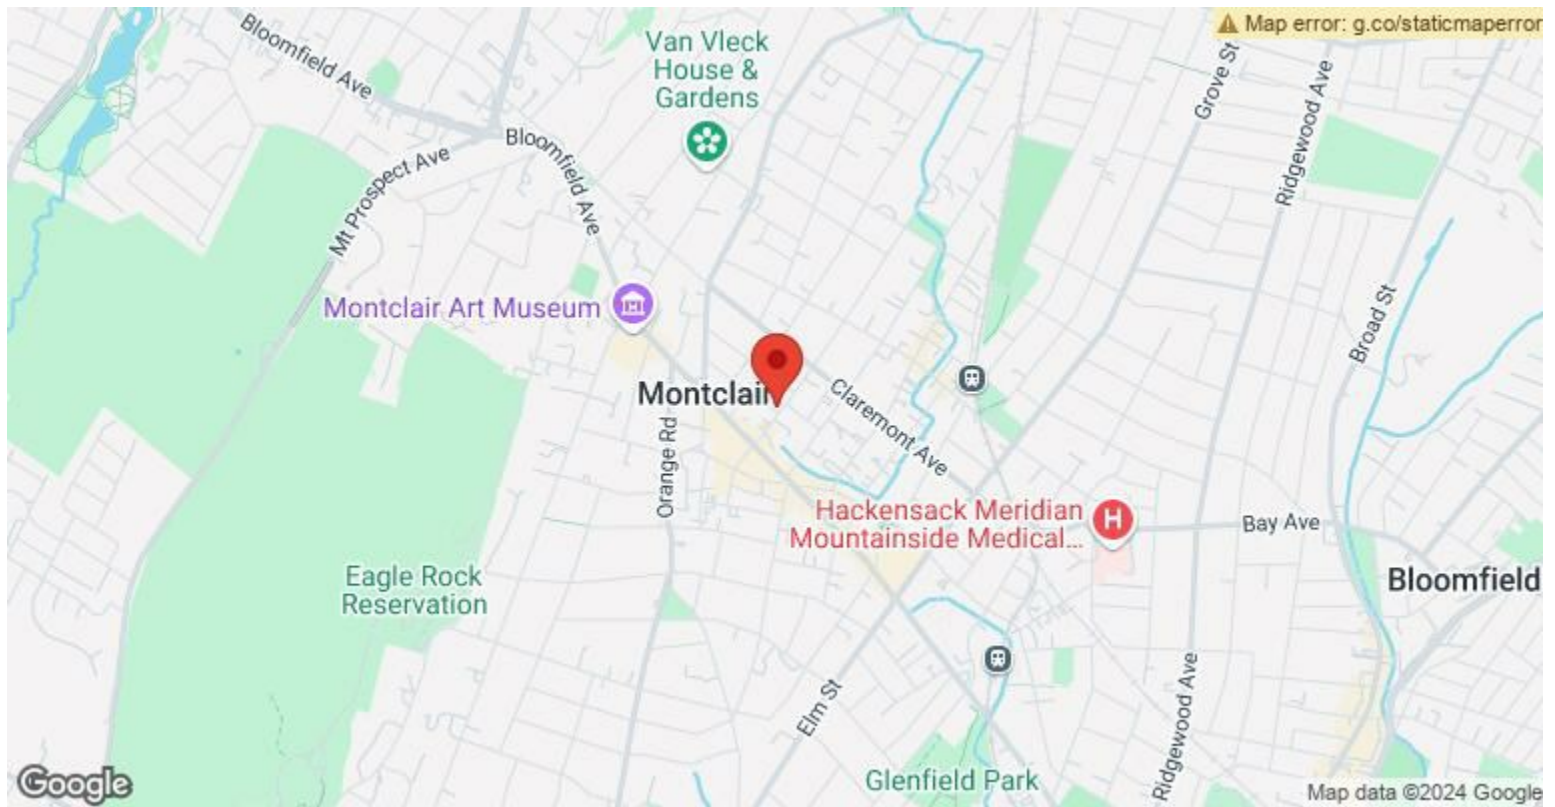 Map error: g.co/staticmaperror
Bloomfield Ave
Van Vleck
House &
Gardens
Grove St
Ridgewood Ave
Mt Prospect Ave
Bloomfield Ave
Montclair Art Museum
Broad St
Montclair
Claremont Ave
Orange Rd
Hackensack Meridian
Mountainside Medical...
H
Bay Ave
Eagle Rock
Reservation
Bloomfield
Elm St
Ridgewood Ave
Glenfield Park
Google
Map data ©2024 Google